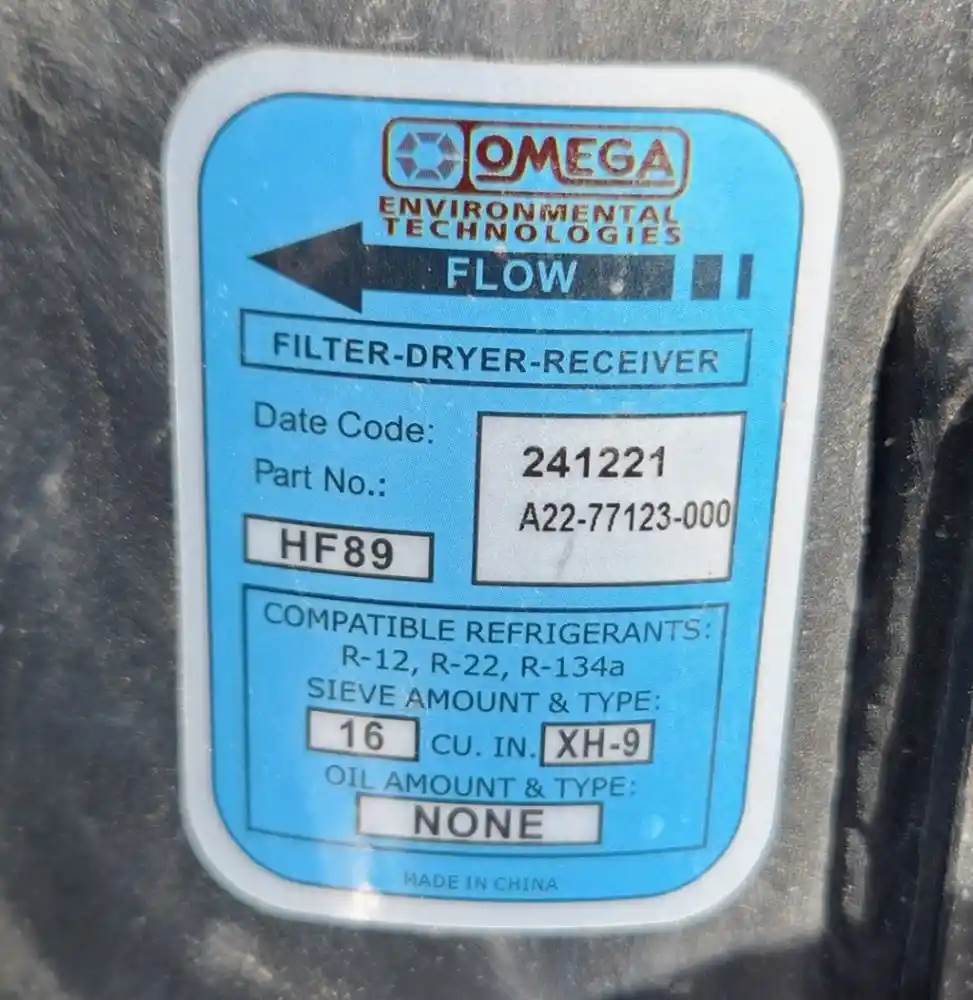 OMEGA
ENVIRONMENTAL
TECHNOLOGIES
FLOW
FILTER-DRYER-RECEIVER
Date Code: 241221
Part No.: A22-77123-000
HF89
COMPATIBLE REFRIGERANTS:
R-12, R-22, R-134a
SIEVE AMOUNT & TYPE:
16 CU. IN. XH-9
OIL AMOUNT & TYPE:
NONE
MADE IN CHINA